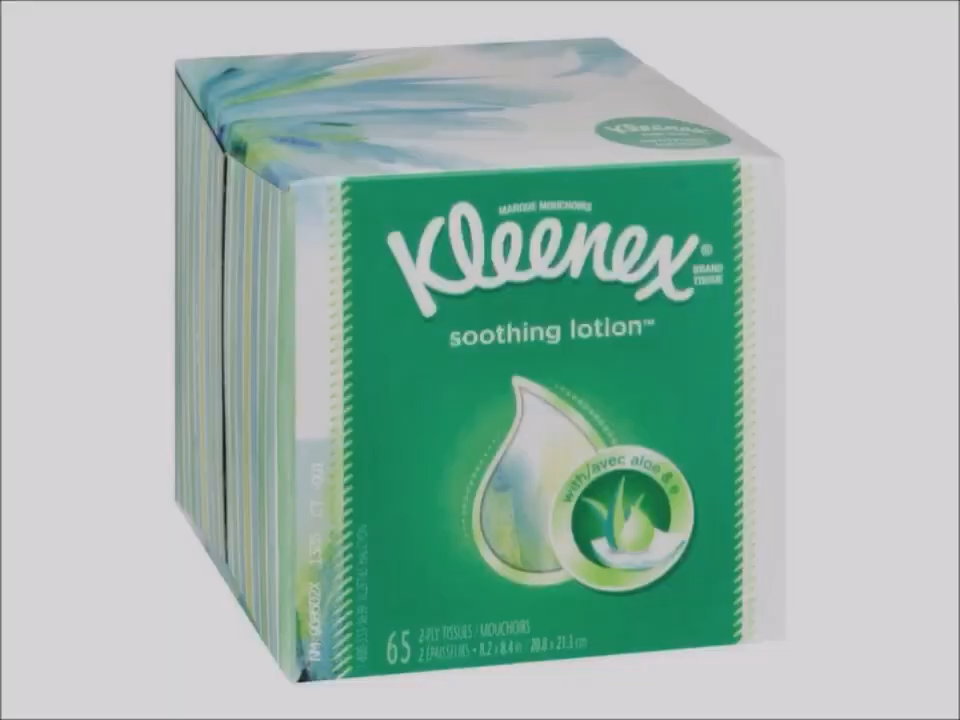 Kleenex
MARQUE MOUCHOIRS
Kleenex®
BRAND
TISSUE
soothing lotion™
with/avec aloe & e
65 2-PLY TISSUES / MOUCHOIRS
2 ÉPAISSEURS • 8.2 x 8.4 in / 20.8 x 21.3 cm